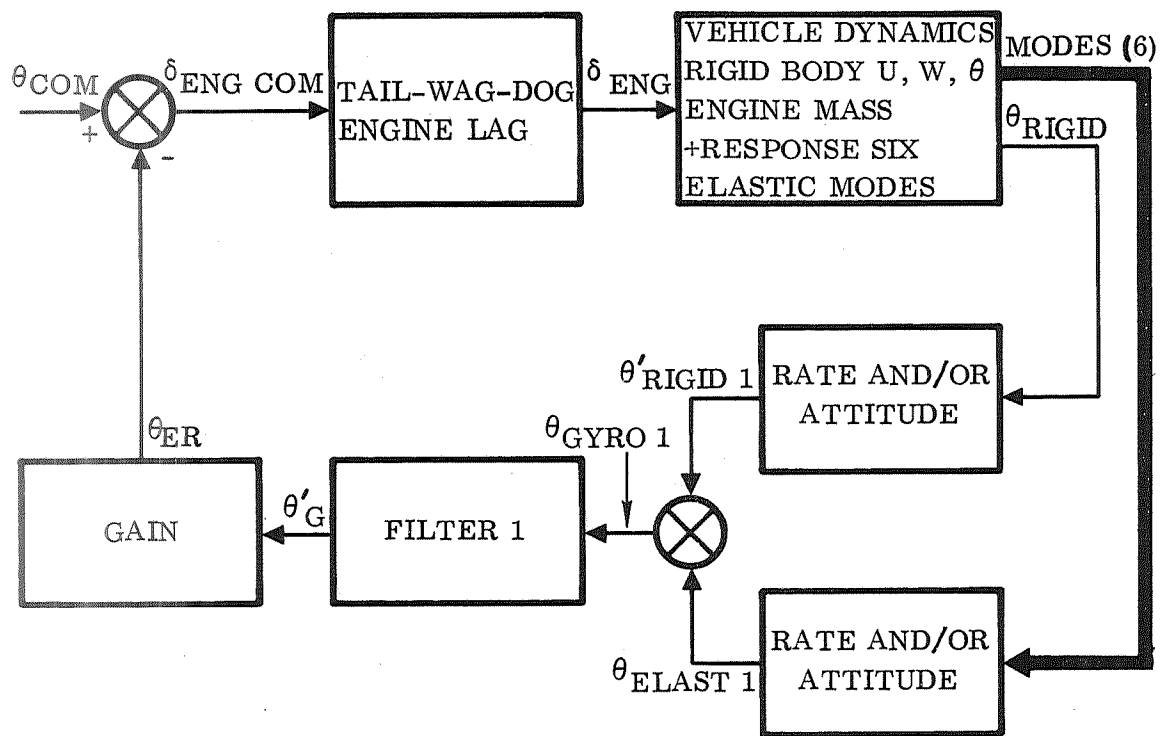 θCOM
+
-
δENG COM
TAIL-WAG-DOG
ENGINE LAG
δENG
VEHICLE DYNAMICS
RIGID BODY U, W, θ
ENGINE MASS
+RESPONSE SIX
ELASTIC MODES
MODES (6)
θRIGID
RATE AND/OR
ATTITUDE
θ′RIGID 1
θGYRO 1
RATE AND/OR
ATTITUDE
θELAST 1
FILTER 1
θ′G
GAIN
θER